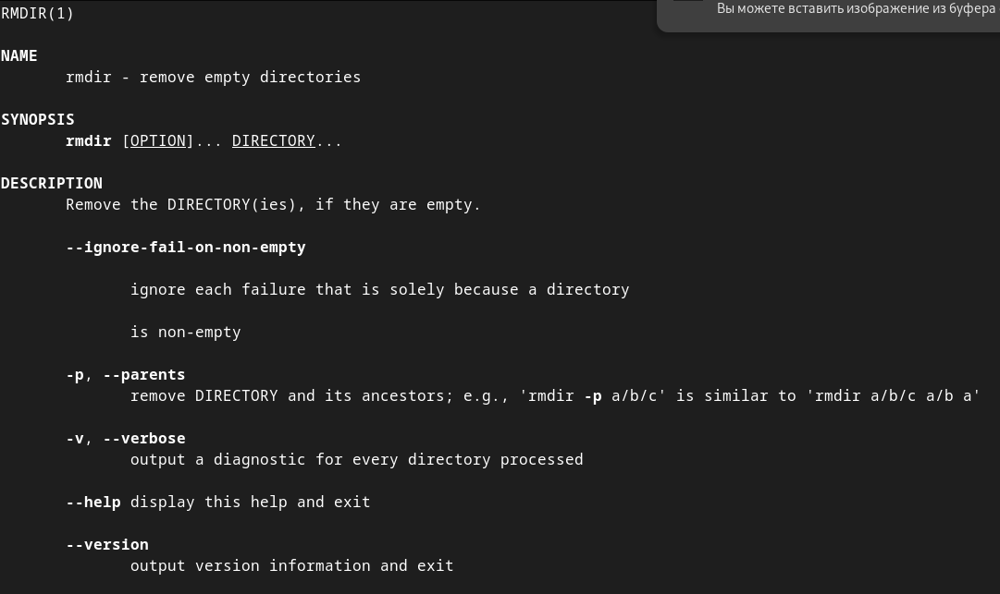 RMDIR(1)
Вы можете вставить изображение из буфера
NAME
rmdir - remove empty directories
SYNOPSIS
rmdir [OPTION]... DIRECTORY...
DESCRIPTION
Remove the DIRECTORY(ies), if they are empty.
--ignore-fail-on-non-empty
ignore each failure that is solely because a directory
is non-empty
-p, --parents
remove DIRECTORY and its ancestors; e.g., 'rmdir -p a/b/c' is similar to 'rmdir a/b/c a/b a'
-v, --verbose
output a diagnostic for every directory processed
--help display this help and exit
--version
output version information and exit